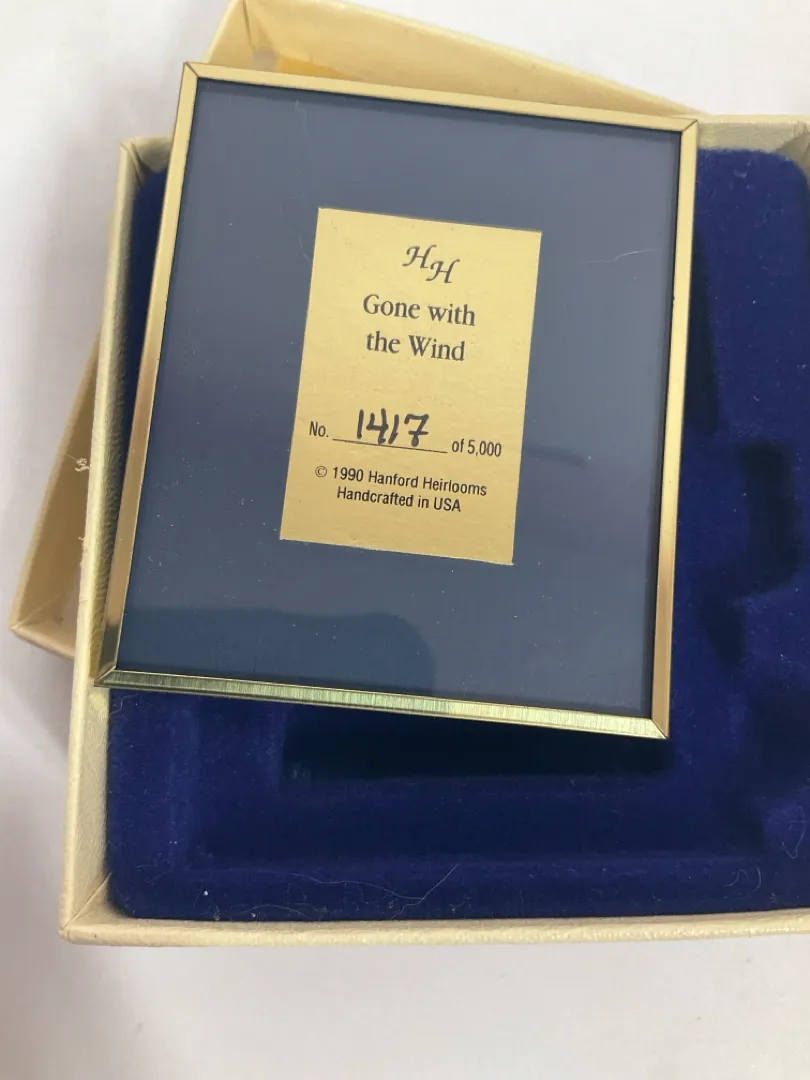 HH
Gone with
the Wind
No. 1417 of 5,000
© 1990 Hanford Heirlooms
Handcrafted in USA